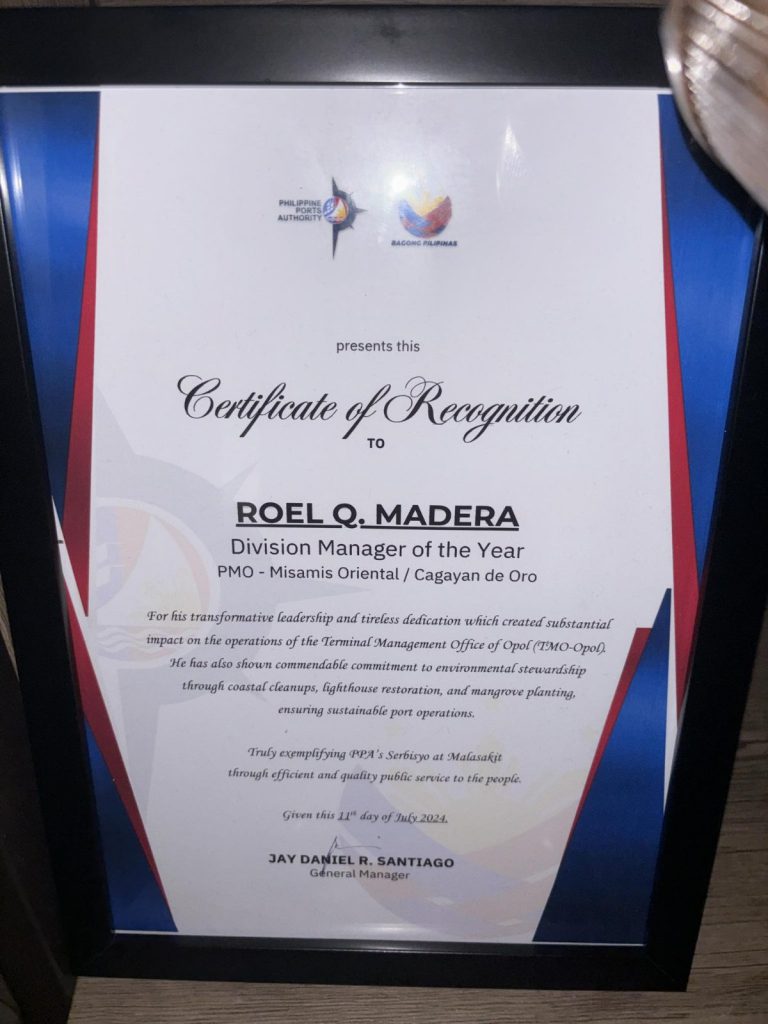 PHILIPPINE
PORTS
AUTHORITY
BAGONG PILIPINAS
presents this
Certificate of Recognition
TO
ROEL Q. MADERA
Division Manager of the Year
PMO - Misamis Oriental / Cagayan de Oro
For his transformative leadership and tireless dedication which created substantial
impact on the operations of the Terminal Management Office of Opol (TMO-Opol).
He has also shown commendable commitment to environmental stewardship
through coastal cleanups, lighthouse restoration, and mangrove planting,
ensuring sustainable port operations.
Truly exemplifying PPA's Serbisyo at Malasakit
through efficient and quality public service to the people.
Given this 11th day of July 2024.
JAY DANIEL R. SANTIAGO
General Manager